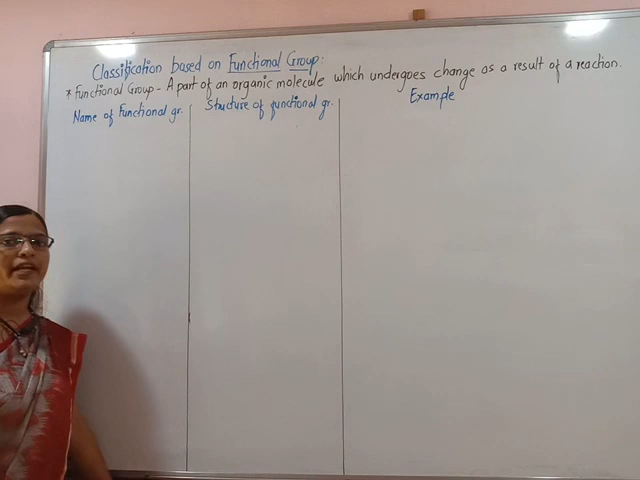 Classification based on Functional Group:
* Functional Group - A part of an organic molecule which undergoes change as a result of a reaction.
Name of Functional gr. Structure of functional gr. Example